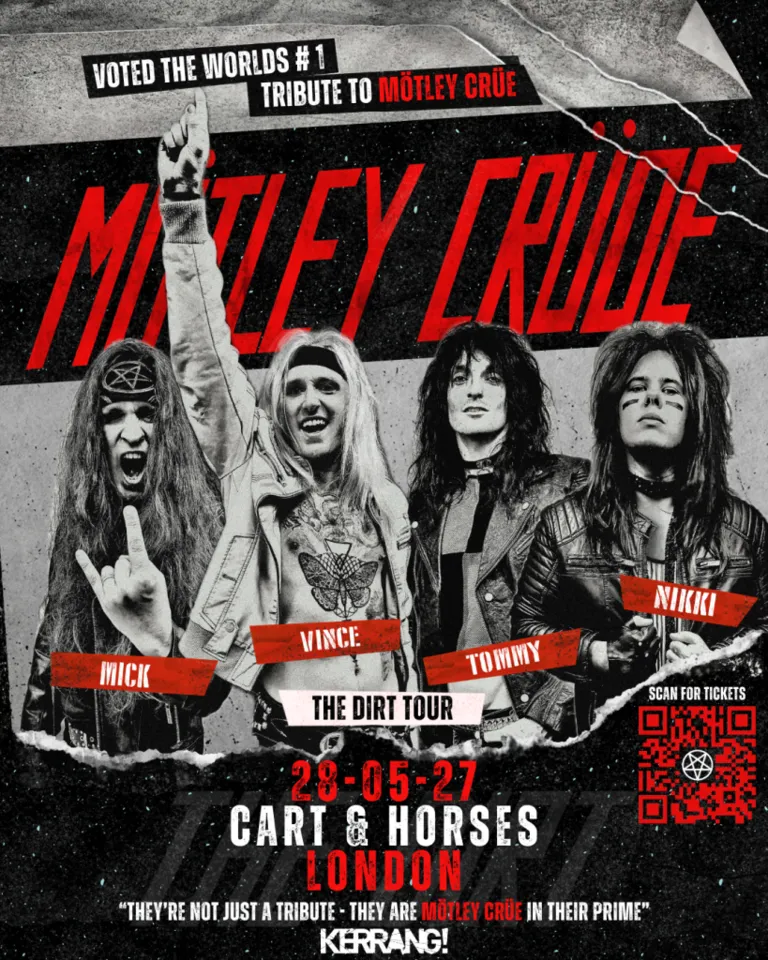 VOTED THE WORLDS #1
TRIBUTE TO MÖTLEY CRÜE
MÖTLEY CRÜDE
MICK
VINCE
TOMMY
NIKKI
THE DIRT TOUR
SCAN FOR TICKETS
28-05-27
CART & HORSES
LONDON
"THEY'RE NOT JUST A TRIBUTE - THEY ARE MÖTLEY CRÜE IN THEIR PRIME"
KERRANG!